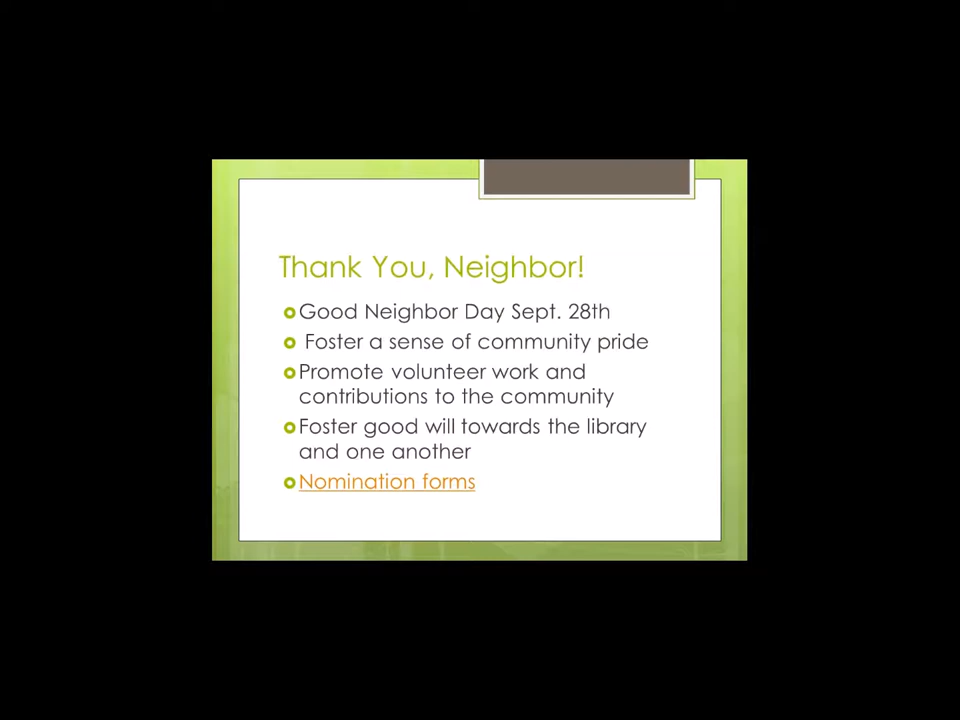 Thank You, Neighbor!
Good Neighbor Day Sept. 28th
Foster a sense of community pride
Promote volunteer work and
contributions to the community
Foster good will towards the library
and one another
Nomination forms